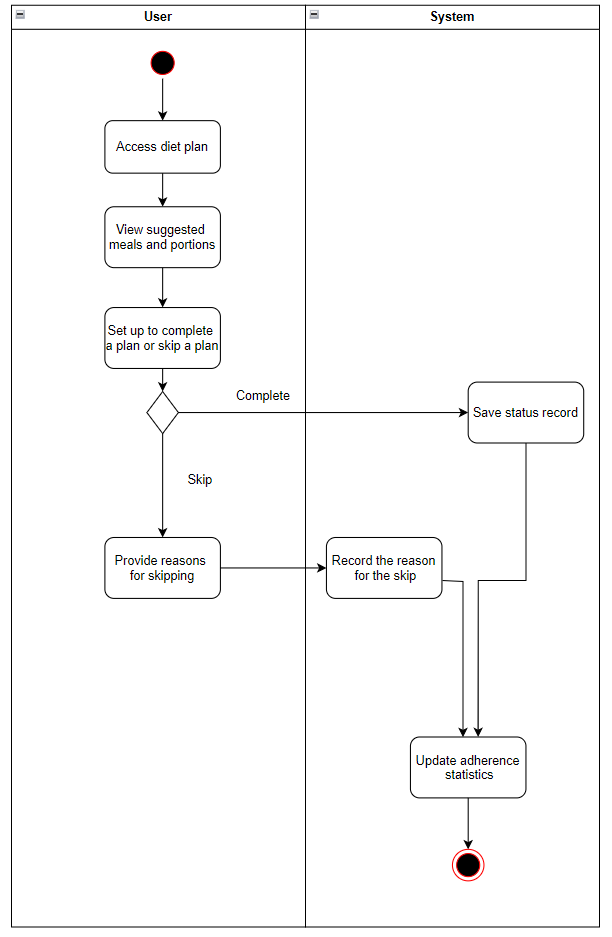 User
System
Access diet plan
View suggested
meals and portions
Set up to complete
a plan or skip a plan
Complete
Save status record
Skip
Provide reasons
for skipping
Record the reason
for the skip
Update adherence
statistics